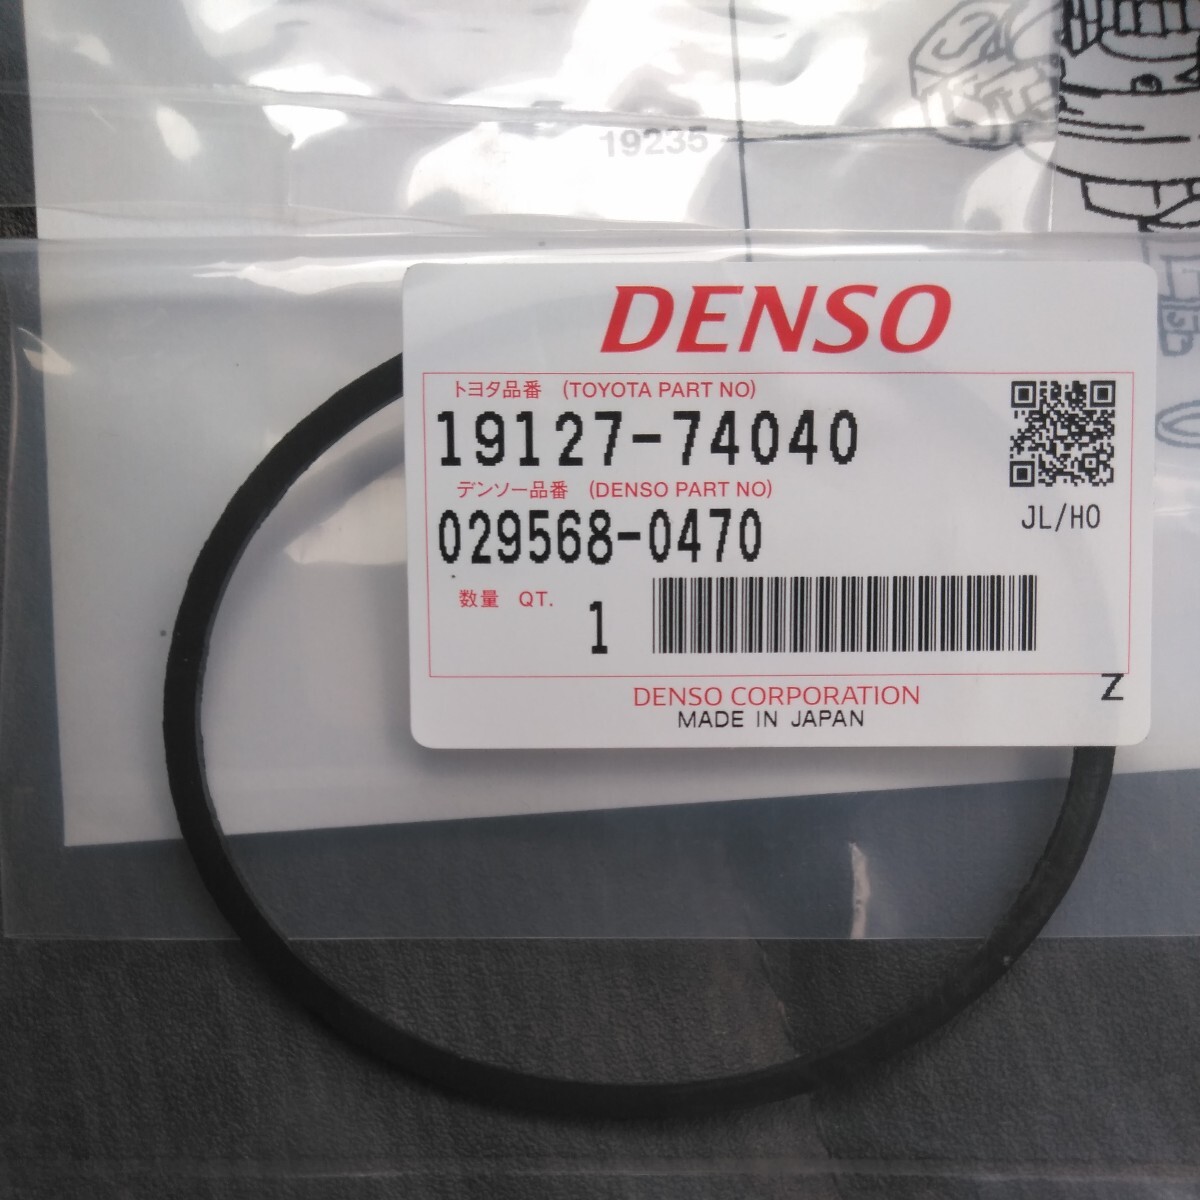 19235
DENSO
トヨタ品番 (TOYOTA PART NO)
19127-74040
デンソー品番 (DENSO PART NO)
029568-0470
JL/HO
数量 QT. 1
Z
DENSO CORPORATION
MADE IN JAPAN